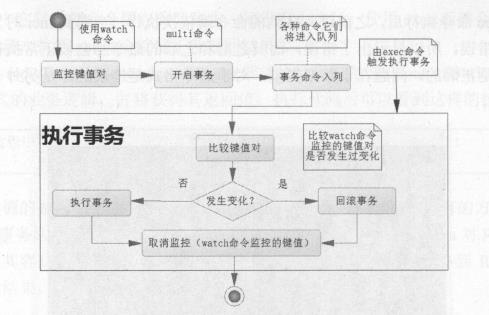 使用watch
命令
multi命令
各种命令它们
将进入队列
监控键值对
开启事务
事务命令入列
由exec命令
触发执行事务
执行事务
比较键值对
比较watch命令
监控的键值对
是否发生过变化
否
是
执行事务
发生变化?
回滚事务
取消监控(watch命令监控的键值)